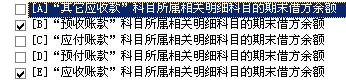 [A]“其它应收款”科目所属相关明细科目的期末借方余额
[B]“预收账款”科目所属相关明细科目的期末借方余额
[C]“应付账款”科目所属相关明细科目的期末借方余额
[D]“预付账款”科目所属相关明细科目的期末借方余额
[E]“应收账款”科目所属相关明细科目的期末借方余额